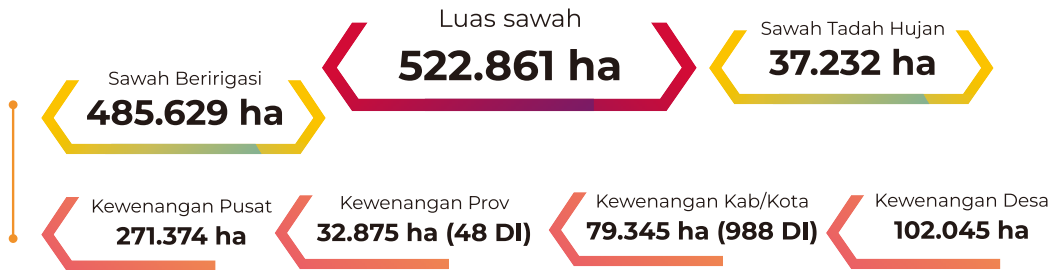 Luas sawah
522.861 ha
Sawah Beririgasi
485.629 ha
Sawah Tadah Hujan
37.232 ha
Kewenangan Pusat
271.374 ha
Kewenangan Prov
32.875 ha (48 DI)
Kewenangan Kab/Kota
79.345 ha (988 DI)
Kewenangan Desa
102.045 ha